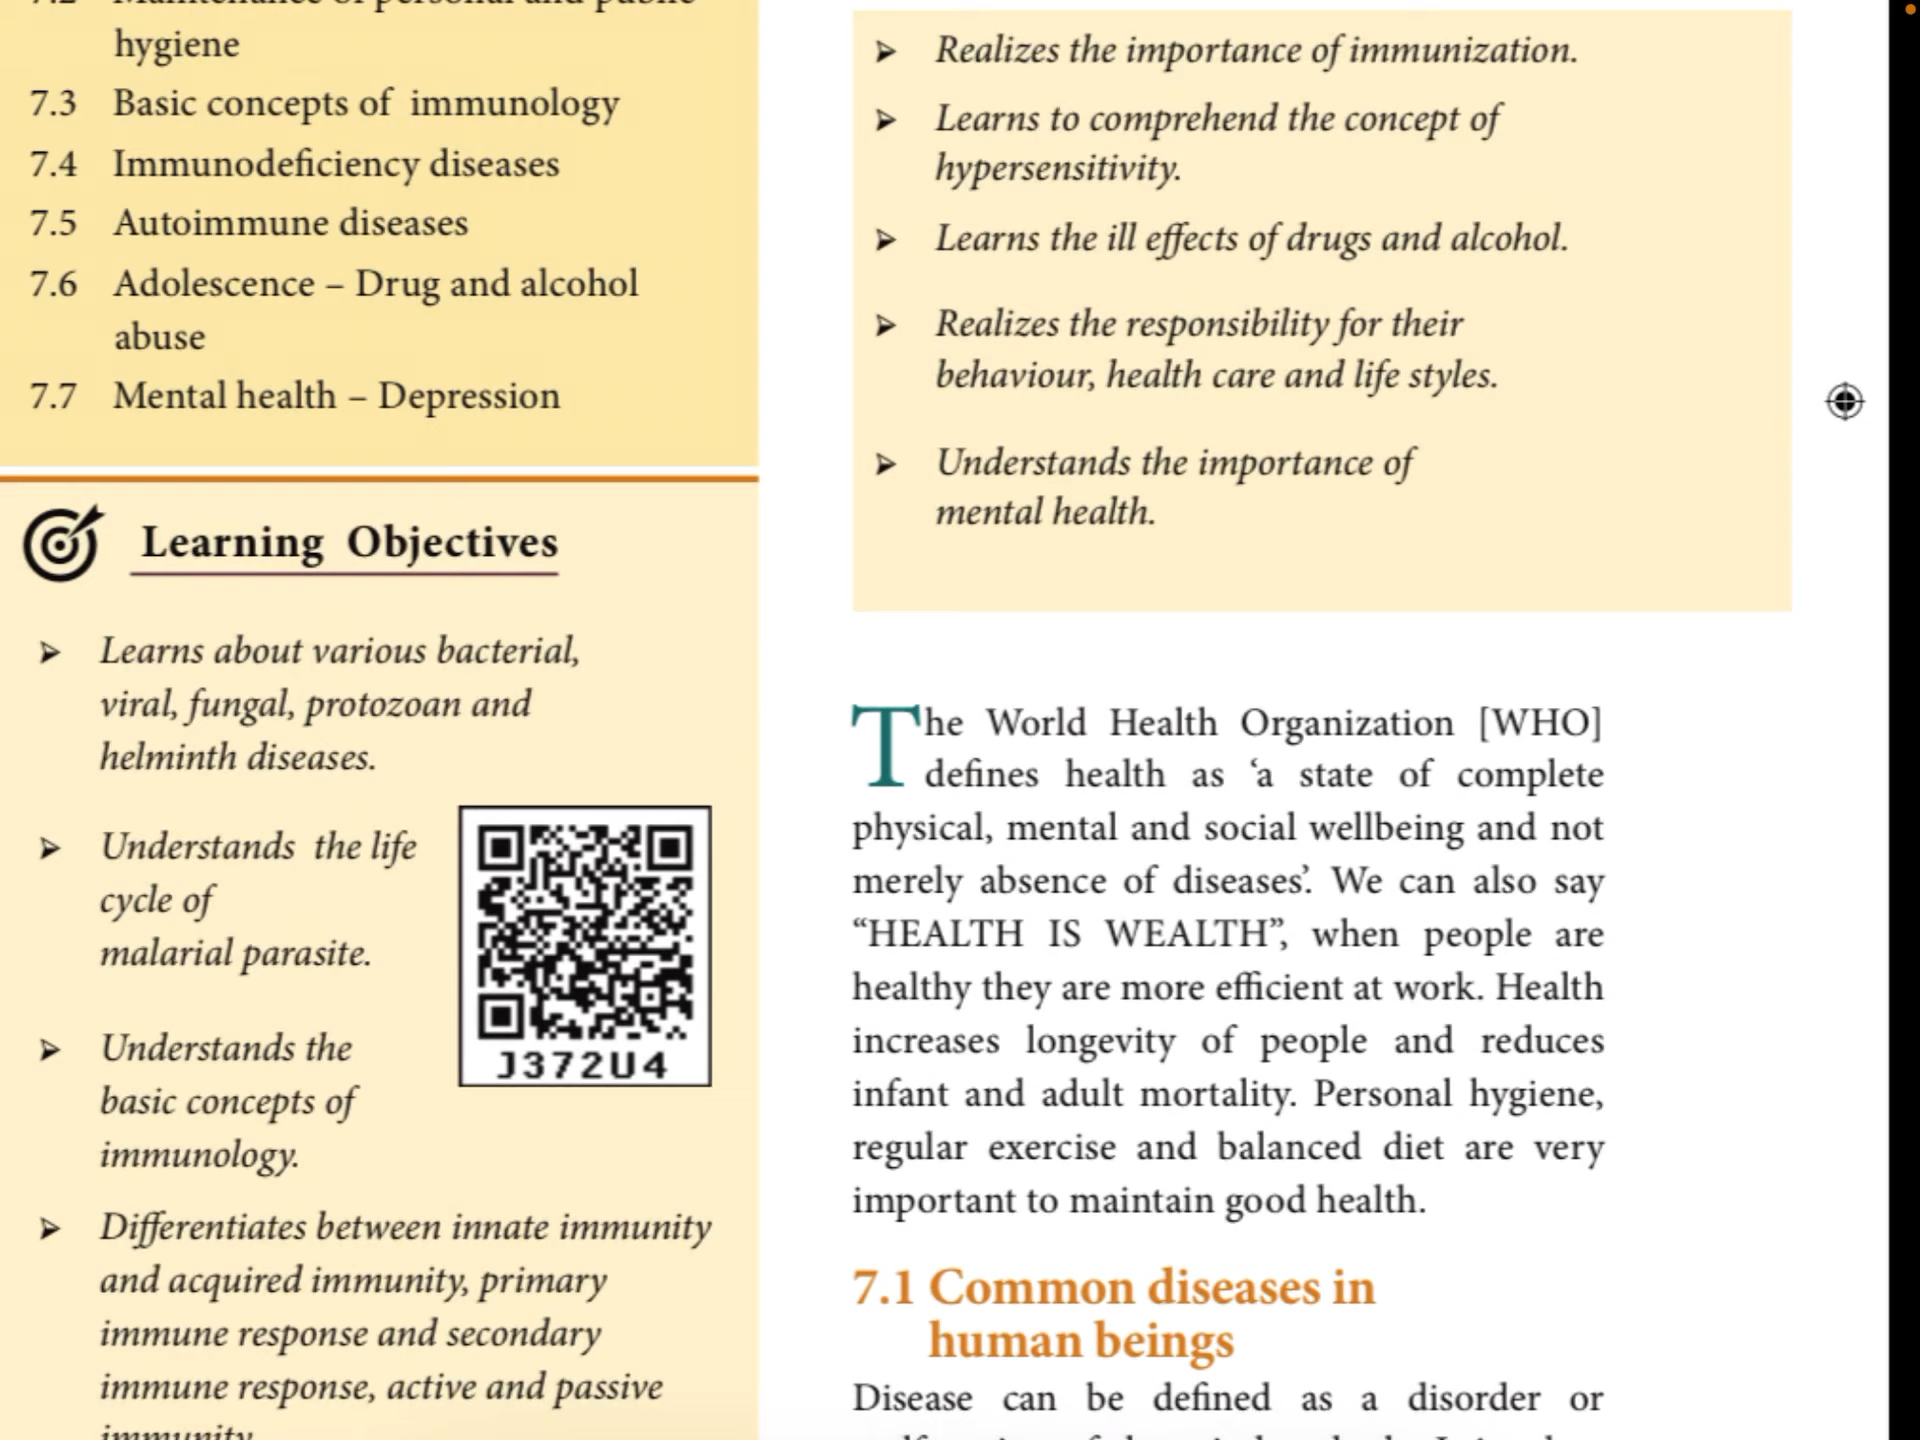 7.2 Maintenance of personal and public
hygiene
7.3 Basic concepts of immunology
7.4 Immunodeficiency diseases
7.5 Autoimmune diseases
7.6 Adolescence – Drug and alcohol
abuse
7.7 Mental health – Depression
Learning Objectives
Learns about various bacterial,
viral, fungal, protozoan and
helminth diseases.
Understands the life
cycle of
malarial parasite.
J372U4
Understands the
basic concepts of
immunology.
Differentiates between innate immunity
and acquired immunity, primary
immune response and secondary
immune response, active and passive
immunity.
Realizes the importance of immunization.
Learns to comprehend the concept of
hypersensitivity.
Learns the ill effects of drugs and alcohol.
Realizes the responsibility for their
behaviour, health care and life styles.
Understands the importance of
mental health.
The World Health Organization [WHO]
defines health as ‘a state of complete
physical, mental and social wellbeing and not
merely absence of diseases’. We can also say
“HEALTH IS WEALTH”, when people are
healthy they are more efficient at work. Health
increases longevity of people and reduces
infant and adult mortality. Personal hygiene,
regular exercise and balanced diet are very
important to maintain good health.
7.1 Common diseases in
human beings
Disease can be defined as a disorder or